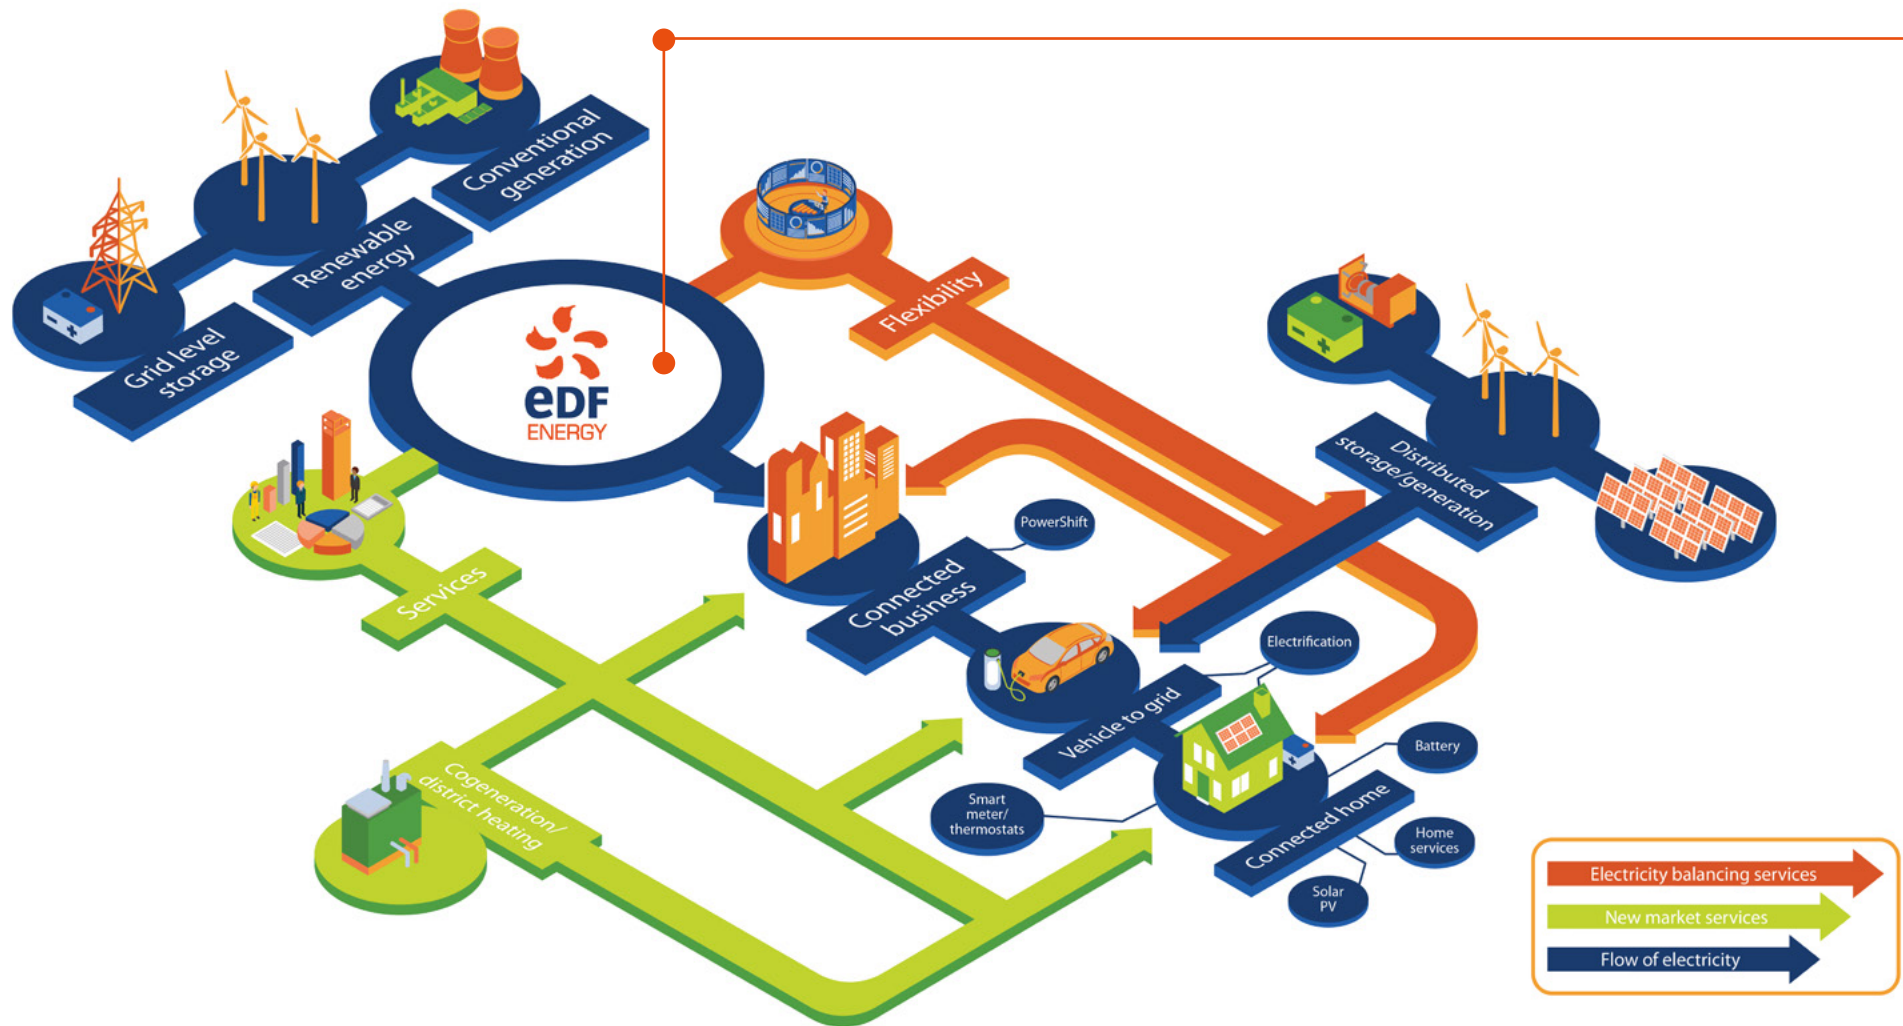 Conventional
generation
Renewable
energy
Grid level
storage
eDF
ENERGY
Flexibility
Distributed
storage/generation
Services
PowerShift
Connected
business
Electrification
Vehicle to grid
Battery
Smart
meter/
thermostats
Connected home
Home
services
Solar
PV
Cogeneration/
district heating
Electricity balancing services
New market services
Flow of electricity